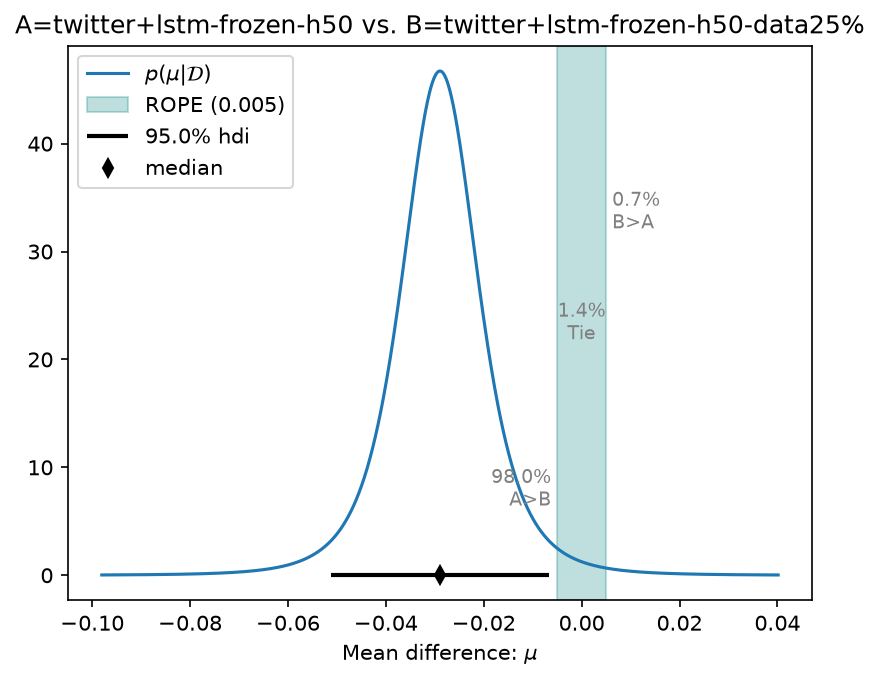 A=twitter+lstm-frozen-h50 vs. B=twitter+lstm-frozen-h50-data25%
p(μ|𝒟)
ROPE (0.005)
95.0% hdi
median
40
30
20
10
0
0.7%
B>A
1.4%
Tie
98.0%
A>B
−0.10
−0.08
−0.06
−0.04
−0.02
0.00
0.02
0.04
Mean difference: μ